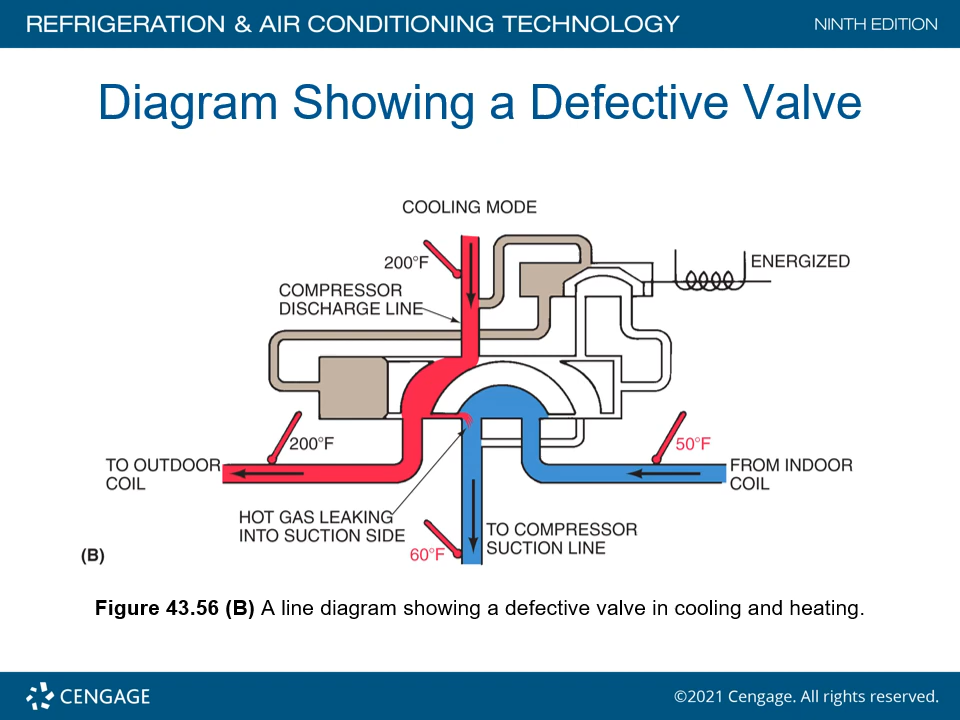 REFRIGERATION & AIR CONDITIONING TECHNOLOGY
NINTH EDITION
Diagram Showing a Defective Valve
COOLING MODE
200°F
ENERGIZED
COMPRESSOR
DISCHARGE LINE
200°F
50°F
TO OUTDOOR
COIL
FROM INDOOR
COIL
HOT GAS LEAKING
INTO SUCTION SIDE
60°F
TO COMPRESSOR
SUCTION LINE
(B)
Figure 43.56 (B) A line diagram showing a defective valve in cooling and heating.
CENGAGE
©2021 Cengage. All rights reserved.